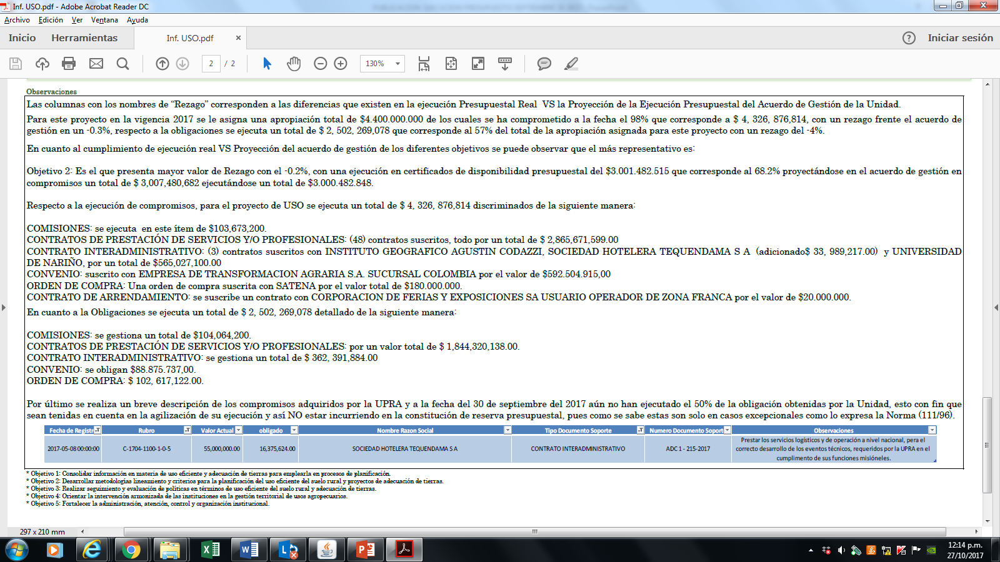 Inf. USO.pdf - Adobe Acrobat Reader DC
Archivo Edición Ver Ventana Ayuda
Inicio Herramientas Inf. USO.pdf × ? Iniciar sesión
2 / 2 130%
Observaciones
Las columnas con los nombres de “Rezago” corresponden a las diferencias que existen en la ejecución Presupuestal Real VS la Proyección de la Ejecución Presupuestal del Acuerdo de Gestión de la Unidad.
Para este proyecto en la vigencia 2017 se le asigna una apropiación total de $4.400.000.000 de los cuales se ha comprometido a la fecha el 98% que corresponde a $ 4, 326, 876,814, con un rezago frente el acuerdo de
gestión en un -0.3%, respecto a la obligaciones se ejecuta un total de $ 2, 502, 269,078 que corresponde al 57% del total de la apropiación asignada para este proyecto con un rezago del -4%.
En cuanto al cumplimiento de ejecución real VS Proyección del acuerdo de gestión de los diferentes objetivos se puede observar que el más representativo es:
Objetivo 2: Es el que presenta mayor valor de Rezago con el -0.2%, con una ejecución en certificados de disponibilidad presupuestal del $3.001.482.515 que corresponde al 68.2% proyectándose en el acuerdo de gestión en
compromisos un total de $ 3,007,480,682 ejecutándose un total de $3.000.482.848.
Respecto a la ejecución de compromisos, para el proyecto de USO se ejecuta un total de $ 4, 326, 876,814 discriminados de la siguiente manera:
COMISIONES: se ejecuta en este ítem de $103,673,200.
CONTRATOS DE PRESTACIÓN DE SERVICIOS Y/O PROFESIONALES: (48) contratos suscritos, todo por un total de $ 2,865,671,599.00
CONTRATO INTERADMINISTRATIVO: (3) contratos suscritos con INSTITUTO GEOGRAFICO AGUSTIN CODAZZI, SOCIEDAD HOTELERA TEQUENDAMA S A (adicionado$ 33, 989,217.00) y UNIVERSIDAD
DE NARIÑO, por un total de $565,027,100.00
CONVENIO: suscrito con EMPRESA DE TRANSFORMACION AGRARIA S.A. SUCURSAL COLOMBIA por el valor de $592.504.915,00
ORDEN DE COMPRA: Una orden de compra suscrita con SATENA por el valor total de $180.000.000.
CONTRATO DE ARRENDAMIENTO: se suscribe un contrato con CORPORACION DE FERIAS Y EXPOSICIONES SA USUARIO OPERADOR DE ZONA FRANCA por el valor de $20.000.000.
En cuanto a la Obligaciones se ejecuta un total de $ 2, 502, 269,078 detallado de la siguiente manera:
COMISIONES: se gestiona un total de $104,064,200.
CONTRATOS DE PRESTACIÓN DE SERVICIOS Y/O PROFESIONALES: por un valor total de $ 1,844,320,138.00.
CONTRATO INTERADMINISTRATIVO: se gestiona un total de $ 362, 391,884.00
CONVENIO: se obligan $88.875.737,00.
ORDEN DE COMPRA: $ 102, 617,122.00.
Por último se realiza un breve descripción de los compromisos adquiridos por la UPRA y a la fecha del 30 de septiembre del 2017 aún no han ejecutado el 50% de la obligación obtenidas por la Unidad, esto con fin que
sean tenidas en cuenta en la agilización de su ejecución y así NO estar incurriendo en la constitución de reserva presupuestal, pues como se sabe estas son solo en casos excepcionales como lo expresa la Norma (111/96).
Fecha de Registr Rubro Valor Actual obligado Nombre Razon Social Tipo Documento Soporte Numero Documento Soport Observaciones
2017-05-08 00:00:00 C-1704-1100-1-0-5 55,000,000.00 16,375,624.00 SOCIEDAD HOTELERA TEQUENDAMA S A CONTRATO INTERADMINISTRATIVO ADC 1 - 215-2017 Prestar los servicios logísticos y de operación a nivel nacional, pera el
correcto desarrollo de los eventos técnicos, requeridos por la UPRA en el
cumplimiento de sus funciones misióneles.
* Objetivo 1: Consolidar información en materia de uso eficiente y adecuación de tierras para emplearla en procesos de planificación.
* Objetivo 2: Desarrollar metodologías lineamiento y criterios para la planificación del uso eficiente del suelo rural y proyectos de adecuación de tierras.
* Objetivo 3: Realizar seguimiento y evaluación de políticas en términos de uso eficiente del suelo rural y adecuación de tierras.
* Objetivo 4: Orientar la intervención armonizada de las instituciones en la gestión territorial de usos agropecuarios.
* Objetivo 5: Fortalecer la administración, atención, control y organización institucional.
297 x 210 mm
12:14 p.m.
27/10/2017